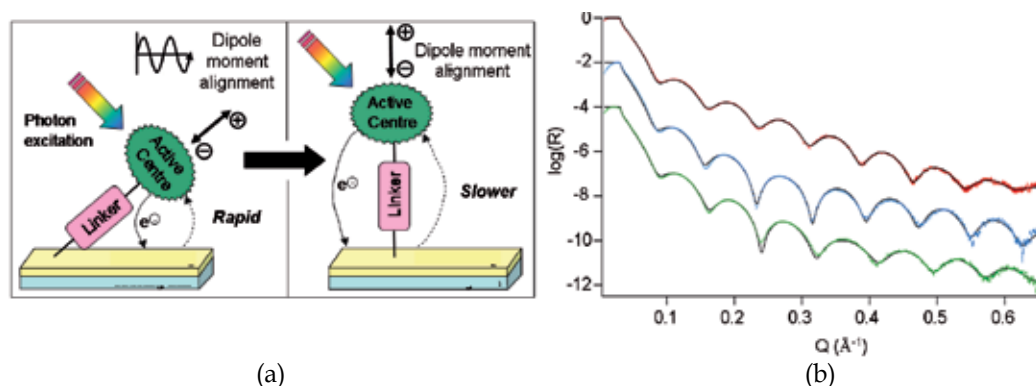 Dipole
moment
alignment
Photon
excitation
Active
Centre
Linker
e⊖
Rapid
Dipole moment
alignment
Active
Centre
Linker
e⊖
Slower
log(R)
0
-2
-4
-6
-8
-10
-12
0.1 0.2 0.3 0.4 0.5 0.6
Q (Å⁻¹)
(a) (b)